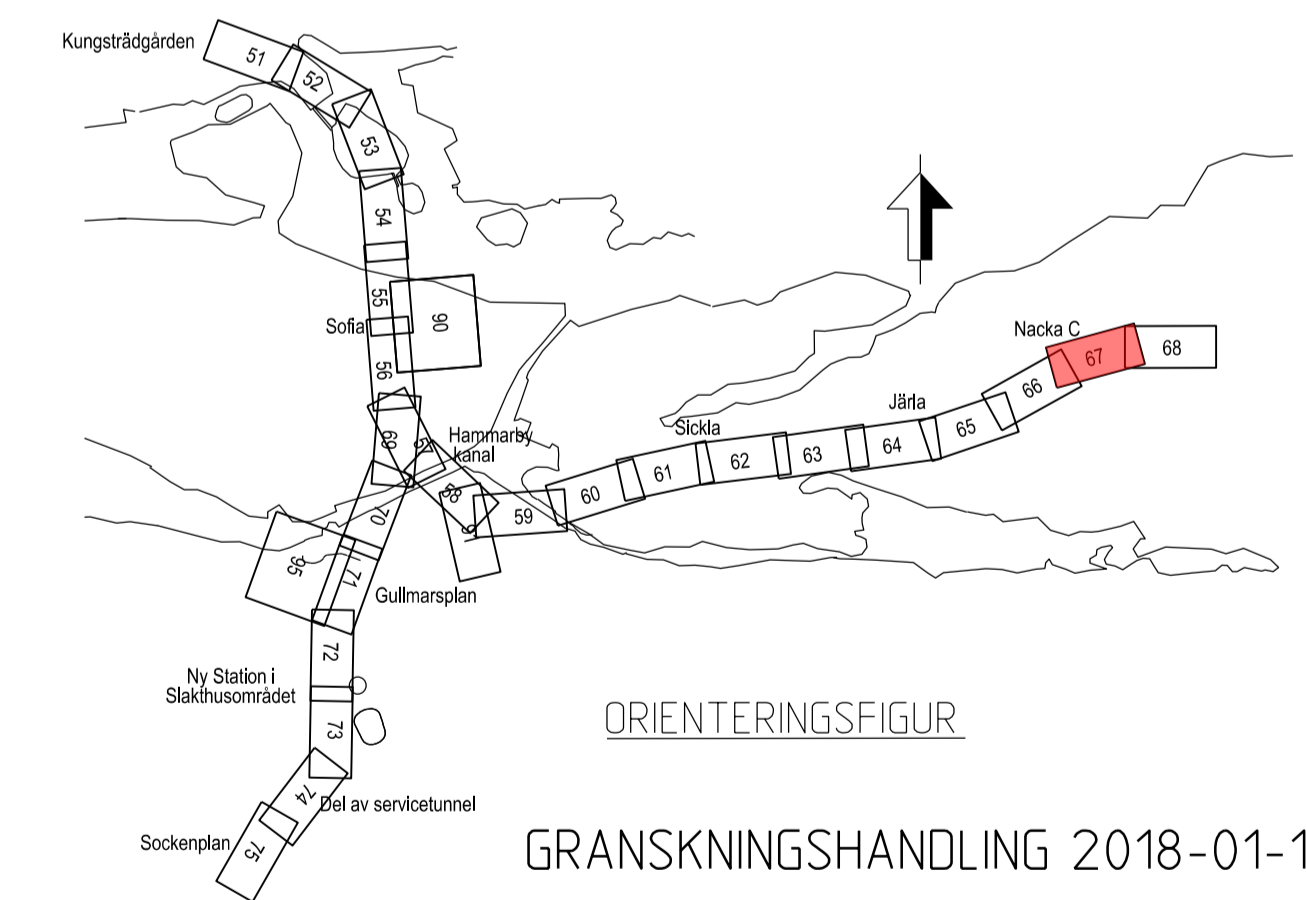 Kungsträdgården
51
52
53
54
55
Sofia
90
56
Nacka C
67
68
66
Järla
65
64
63
Sickla
62
61
60
59
69
57
Hammarby
kanal
58
70
95
71
Gullmarsplan
72
Ny Station i
Slakthusområdet
73
74
Del av servicetunnel
Sockenplan
75
ORIENTERINGSFIGUR
GRANSKNINGSHANDLING 2018-01-1